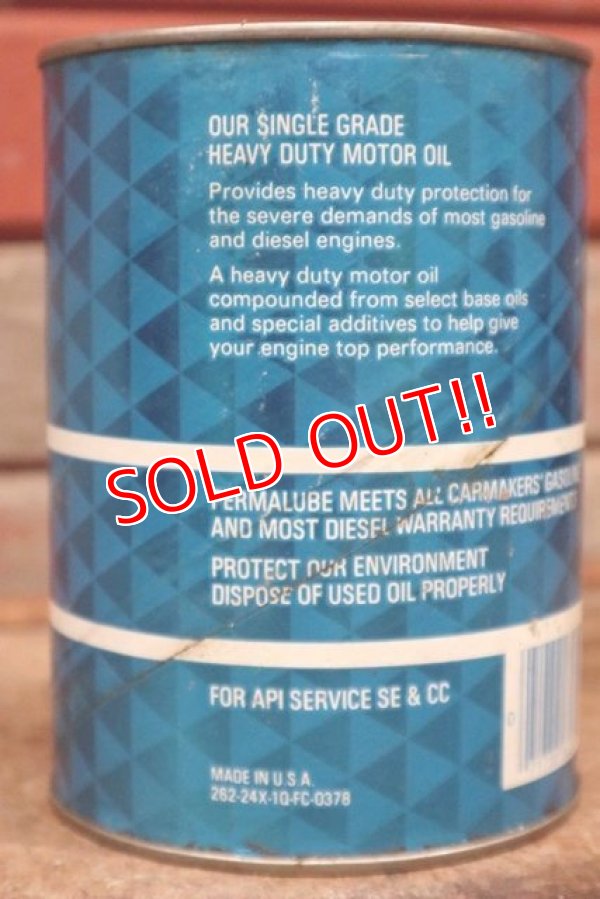 OUR SINGLE GRADE
HEAVY DUTY MOTOR OIL
Provides heavy duty protection for
the severe demands of most gasoline
and diesel engines.
A heavy duty motor oil
compounded from select base oils
and special additives to help give
your engine top performance.
SOLD OUT!!
PERMALUBE MEETS ALL CARMAKERS' GASOLINE
AND MOST DIESEL WARRANTY REQUIREMENTS
PROTECT OUR ENVIRONMENT
DISPOSE OF USED OIL PROPERLY
FOR API SERVICE SE & CC
0
MADE IN U.S.A.
262-24X-1Q-FC-0378